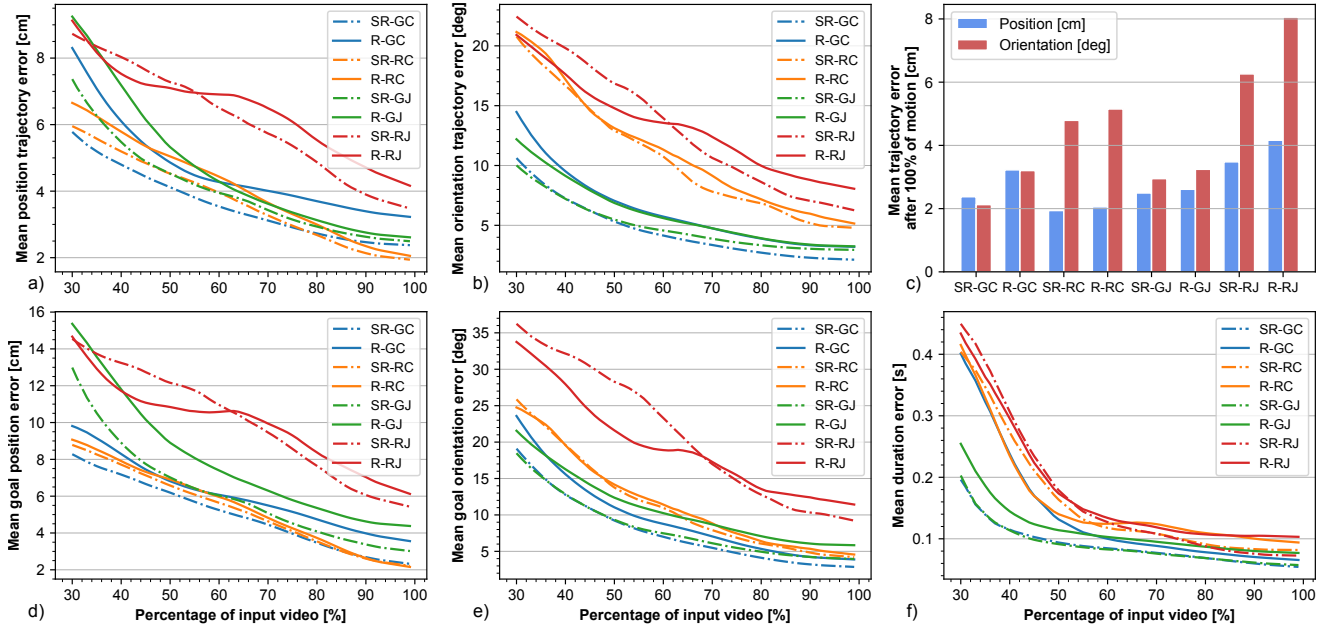 Mean position trajectory error [cm]
8
6
4
2
30 40 50 60 70 80 90 100
a)
SR-GC
R-GC
SR-RC
R-RC
SR-GJ
R-GJ
SR-RJ
R-RJ
Mean orientation trajectory error [deg]
20
15
10
5
0
30 40 50 60 70 80 90 100
b)
SR-GC
R-GC
SR-RC
R-RC
SR-GJ
R-GJ
SR-RJ
R-RJ
Mean trajectory error
after 100% of motion [cm]
8
6
4
2
0
SR-GC R-GC SR-RC R-RC SR-GJ R-GJ SR-RJ R-RJ
c)
Position [cm]
Orientation [deg]
Mean goal position error [cm]
16
14
12
10
8
6
4
2
30 40 50 60 70 80 90 100
d)
Percentage of input video [%]
SR-GC
R-GC
SR-RC
R-RC
SR-GJ
R-GJ
SR-RJ
R-RJ
Mean goal orientation error [deg]
35
30
25
20
15
10
5
30 40 50 60 70 80 90 100
e)
Percentage of input video [%]
SR-GC
R-GC
SR-RC
R-RC
SR-GJ
R-GJ
SR-RJ
R-RJ
Mean duration error [s]
0.4
0.3
0.2
0.1
30 40 50 60 70 80 90 100
f)
Percentage of input video [%]
SR-GC
R-GC
SR-RC
R-RC
SR-GJ
R-GJ
SR-RJ
R-RJ